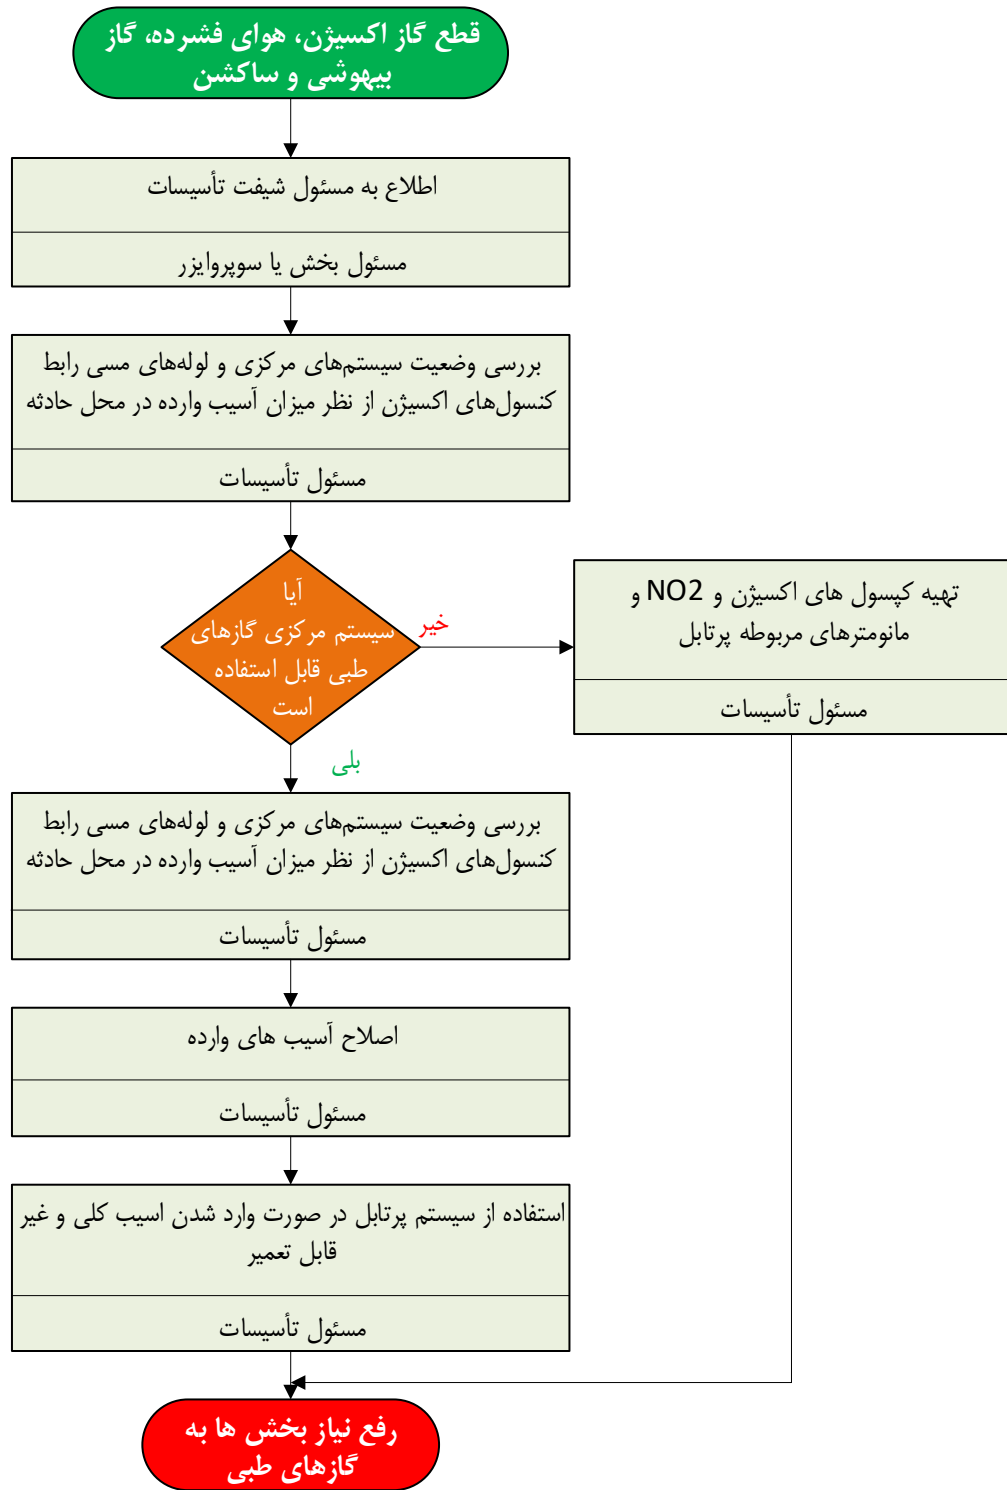 قطع گاز اکسیژن، هوای فشرده، گاز
بیهوشی و ساکشن
اطلاع به مسئول شیفت تأسیسات
مسئول بخش یا سوپروایزر
بررسی وضعیت سیستم‌های مرکزی و لوله‌های مسی رابط
کنسول‌های اکسیژن از نظر میزان آسیب وارده در محل حادثه
مسئول تأسیسات
آیا
سیستم مرکزی گازهای
طبی قابل استفاده
است
خیر
تهیه کپسول های اکسیژن و NO2 و
مانومترهای مربوطه پرتابل
مسئول تأسیسات
بلی
بررسی وضعیت سیستم‌های مرکزی و لوله‌های مسی رابط
کنسول‌های اکسیژن از نظر میزان آسیب وارده در محل حادثه
مسئول تأسیسات
اصلاح آسیب های وارده
مسئول تأسیسات
استفاده از سیستم پرتابل در صورت وارد شدن اسیب کلی و غیر
قابل تعمیر
مسئول تأسیسات
رفع نیاز بخش ها به
گازهای طبی